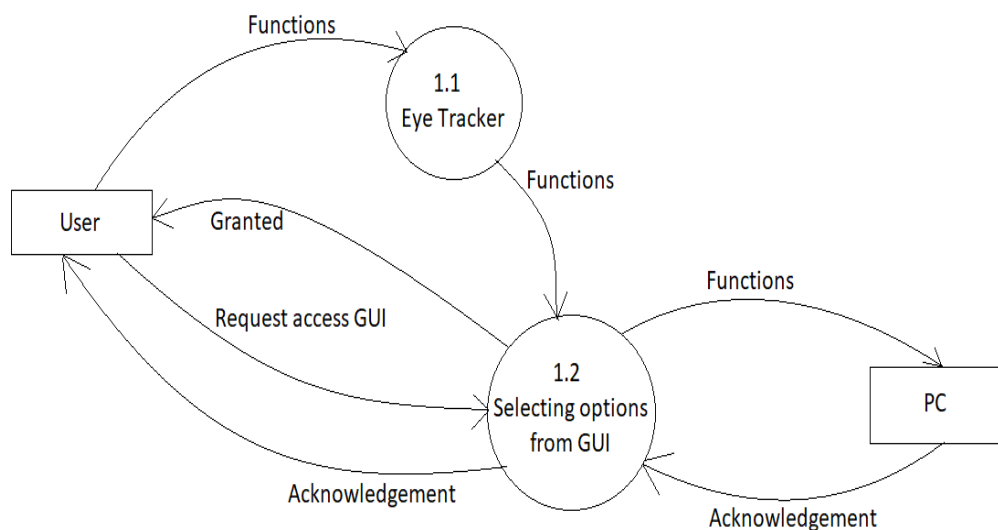 Functions
1.1
Eye Tracker
Functions
User
Granted
Functions
Request access GUI
1.2
Selecting options
from GUI
PC
Acknowledgement
Acknowledgement